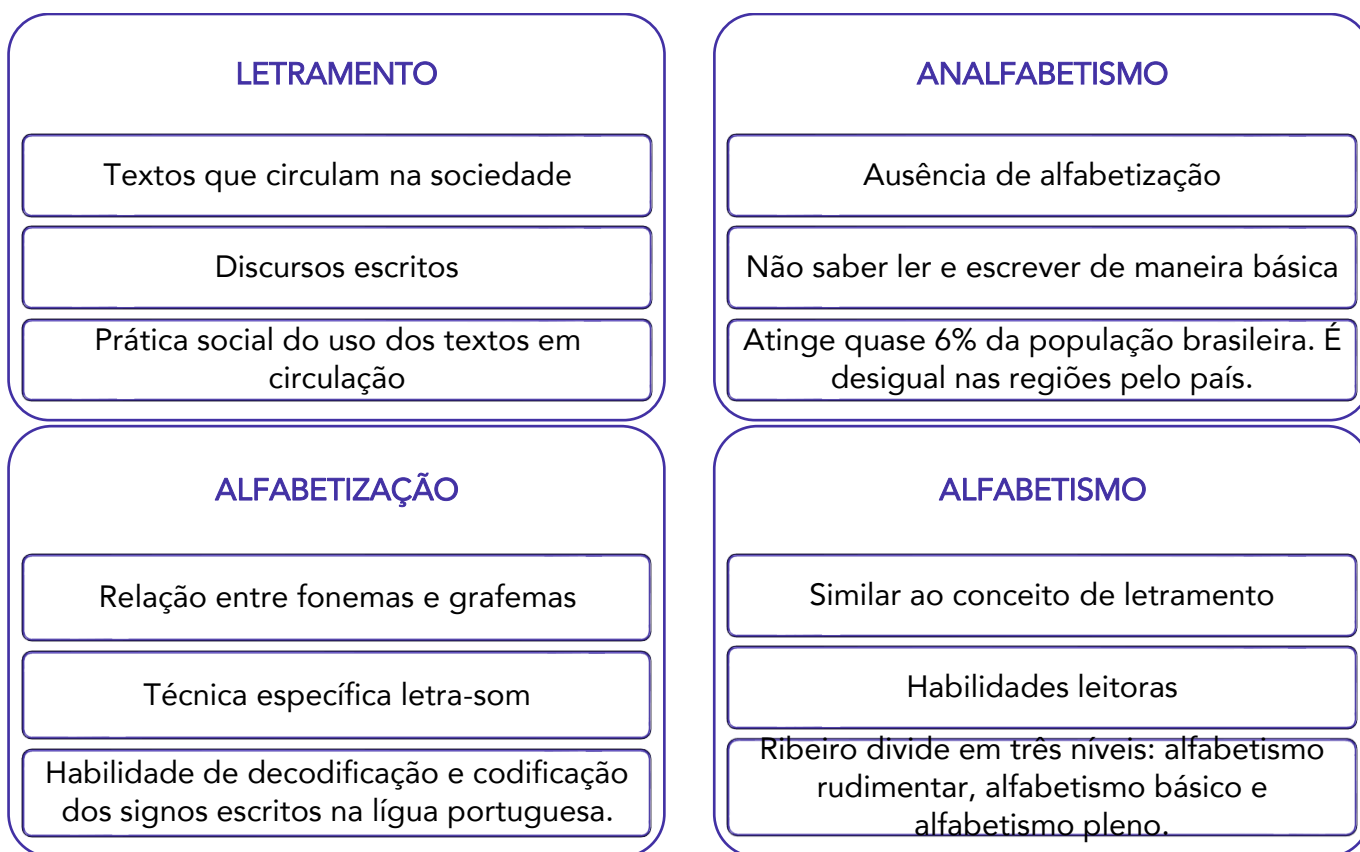 LETRAMENTO
Textos que circulam na sociedade
Discursos escritos
Prática social do uso dos textos em
circulação
ANALFABETISMO
Ausência de alfabetização
Não saber ler e escrever de maneira básica
Atinge quase 6% da população brasileira. É
desigual nas regiões pelo país.
ALFABETIZAÇÃO
Relação entre fonemas e grafemas
Técnica específica letra-som
Habilidade de decodificação e codificação
dos signos escritos na lígua portuguesa.
ALFABETISMO
Similar ao conceito de letramento
Habilidades leitoras
Ribeiro divide em três níveis: alfabetismo
rudimentar, alfabetismo básico e
alfabetismo pleno.